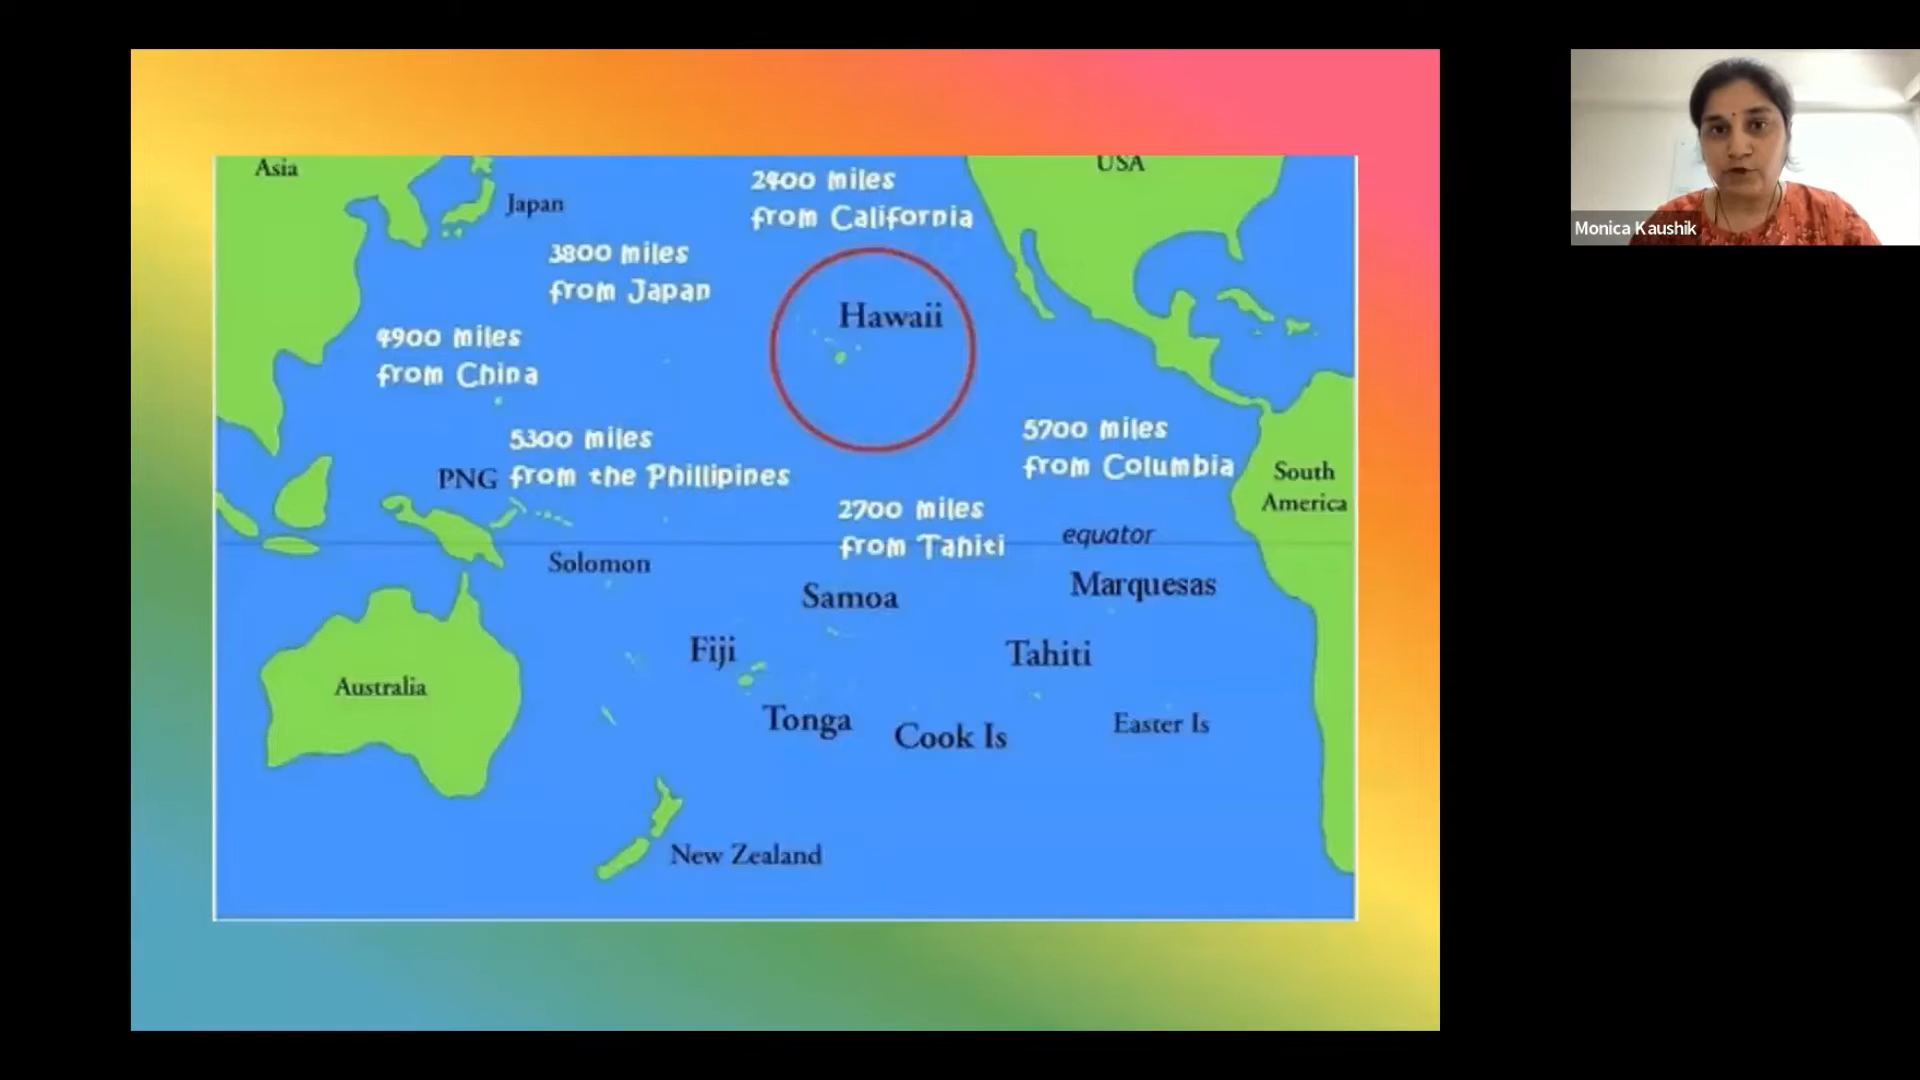 Asia
Japan
2400 miles
from California
USA
3800 miles
from Japan
Hawaii
4900 miles
from China
5300 miles
from the Phillipines
PNG
5700 miles
from Columbia
South
America
2700 miles
from Tahiti
equator
Solomon
Samoa
Marquesas
Fiji
Tahiti
Australia
Tonga
Cook Is
Easter Is
New Zealand
Monica Kaushik